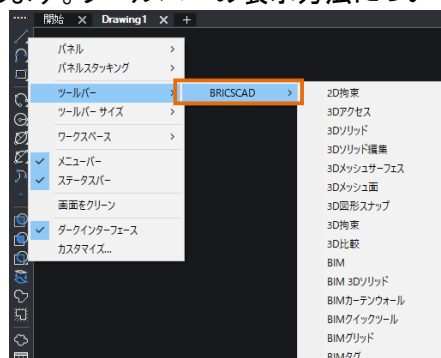 開始 × Drawing1 × +
パネル >
パネルスタッキング >
ツールバー >
ツールバー サイズ >
ワークスペース >
✓ メニューバー
✓ ステータスバー
画面をクリーン
✓ ダークインターフェース
カスタマイズ...
BRICSCAD >
2D拘束
3Dアクセス
3Dソリッド
3Dソリッド編集
3Dメッシュサーフェス
3Dメッシュ面
3D図形スナップ
3D拘束
3D比較
BIM
BIM 3Dソリッド
BIMカーテンウォール
BIMクイックツール
BIMグリッド
BIMタグ